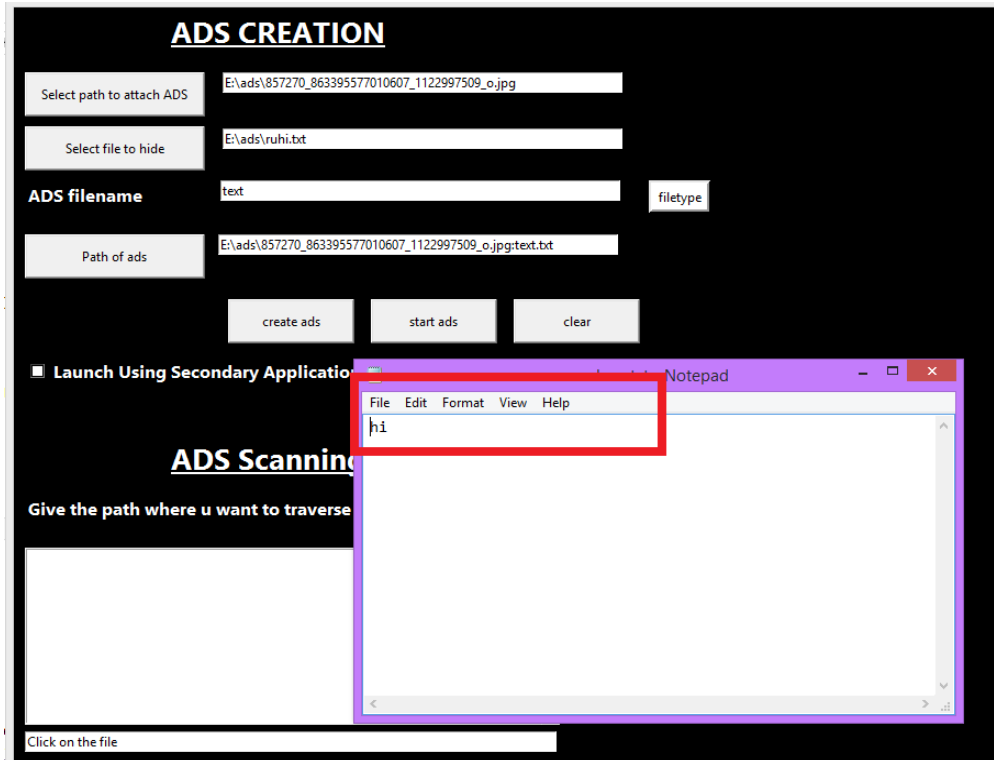 ADS CREATION
Select path to attach ADS
E:\ads\857270_863395577010607_1122997509_o.jpg
Select file to hide
E:\ads\ruhi.txt
ADS filename
text
filetype
Path of ads
E:\ads\857270_863395577010607_1122997509_o.jpg:text.txt
create ads
start ads
clear
Launch Using Secondary Application
Notepad
File Edit Format View Help
hi
ADS Scanning
Give the path where u want to traverse
Click on the file